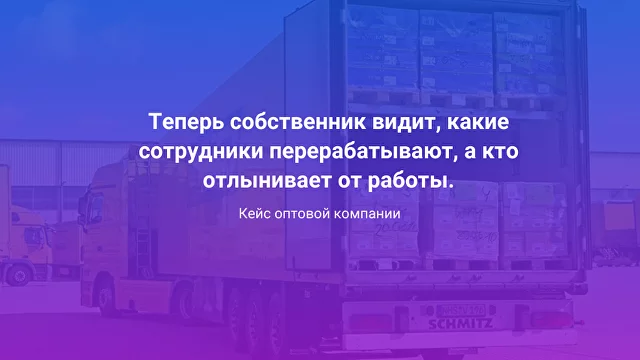 Теперь собственник видит, какие
сотрудники перерабатывают, а кто
отлынивает от работы.
Кейс оптовой компании
SCHMITZ